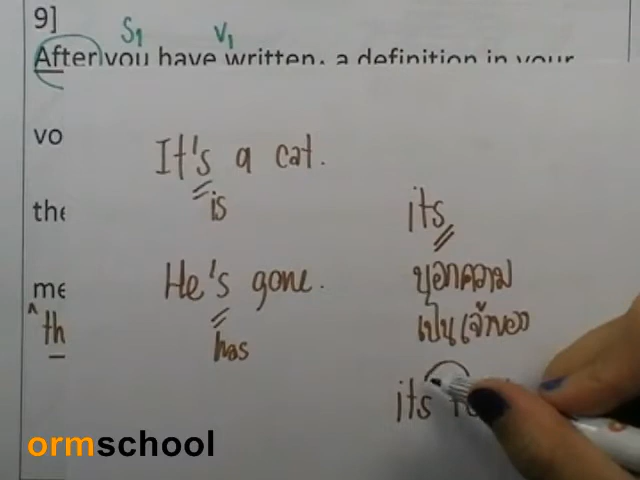 9]
S1 V1
After you have written, a definition in your
vo
the
me
^
th
It's a cat.
is
He's gone.
has
its
บอกความ
เป็นเจ้าของ
its
ormschool